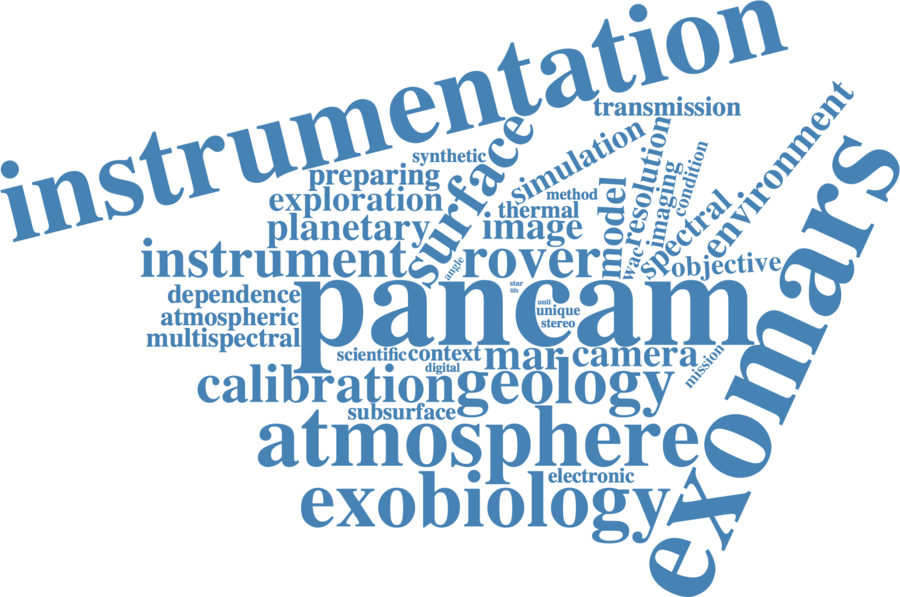 instrumentation
transmission
synthetic
surface
simulation
resolution
environment
preparing
exploration
planetary
method
thermal
image
model
imaging
condition
spectral
exomars
instrument
angle
rover
wac
objective
dependence
atmospheric
multispectral
pancam
star
life
unit
unique
stereo
scientific
context
digital
mar
camera
mission
calibration
geology
subsurface
atmosphere
electronic
exobiology